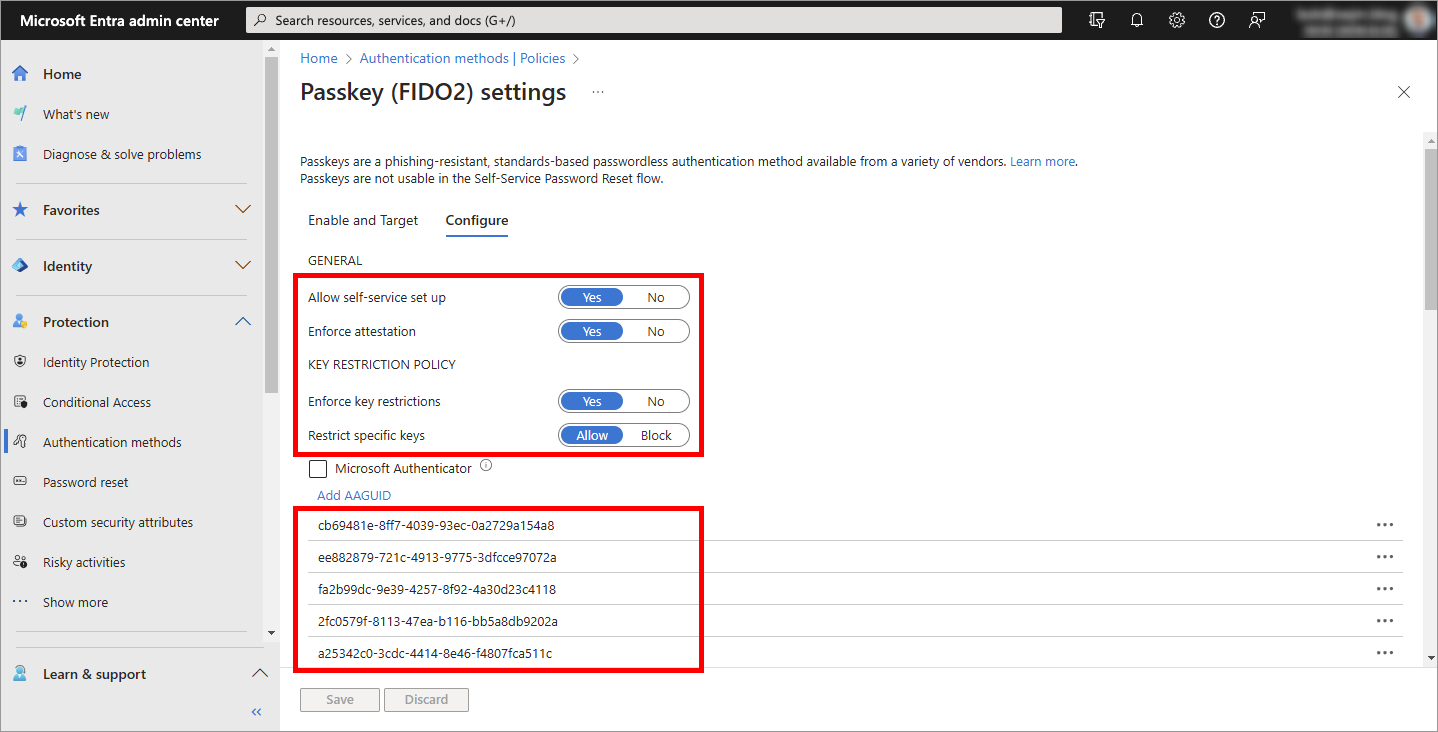 Microsoft Entra admin center
Search resources, services, and docs (G+/)
Home
What's new
Diagnose & solve problems
Favorites
Identity
Protection
Identity Protection
Conditional Access
Authentication methods
Password reset
Custom security attributes
Risky activities
Show more
Learn & support
Home > Authentication methods | Policies >
Passkey (FIDO2) settings
Passkeys are a phishing-resistant, standards-based passwordless authentication method available from a variety of vendors. Learn more.
Passkeys are not usable in the Self-Service Password Reset flow.
Enable and Target Configure
GENERAL
Allow self-service set up Yes No
Enforce attestation Yes No
KEY RESTRICTION POLICY
Enforce key restrictions Yes No
Restrict specific keys Allow Block
Microsoft Authenticator
Add AAGUID
cb69481e-8ff7-4039-93ec-0a2729a154a8
ee882879-721c-4913-9775-3dfcce97072a
fa2b99dc-9e39-4257-8f92-4a30d23c4118
2fc0579f-8113-47ea-b116-bb5a8db9202a
a25342c0-3cdc-4414-8e46-f4807fca511c
Save Discard